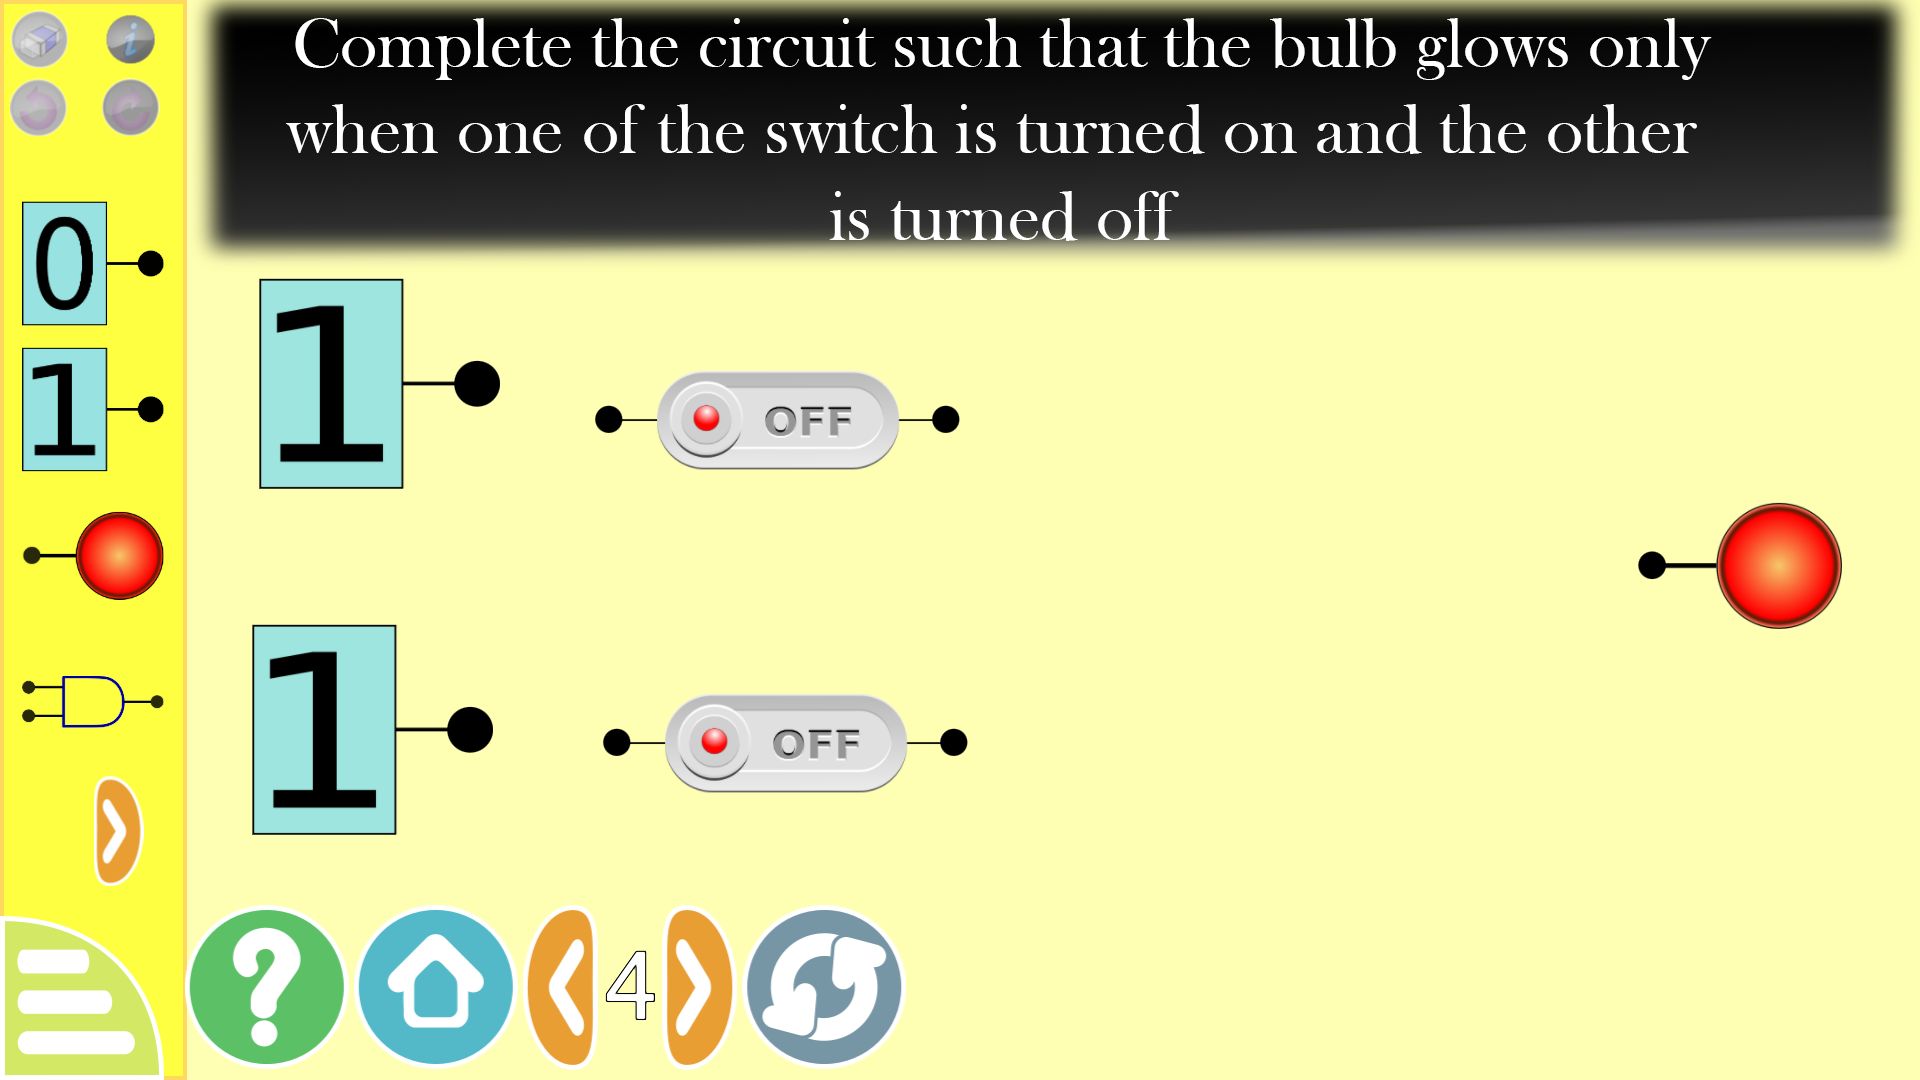 Complete the circuit such that the bulb glows only
when one of the switch is turned on and the other
is turned off
i
0
1
1
OFF
1
OFF
?
4